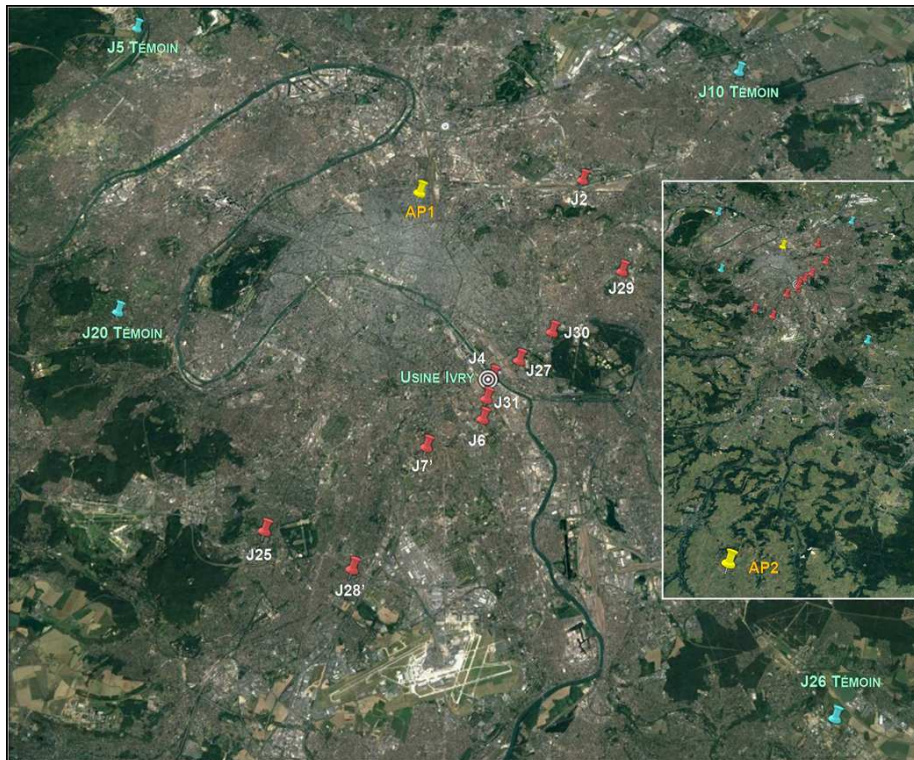 J5 TÉMOIN
J10 TÉMOIN
J2
AP1
J29
J20 TÉMOIN
J30
J4
J27
USINE IVRY
J31
J6
J7'
J25
J28'
AP2
J26 TÉMOIN